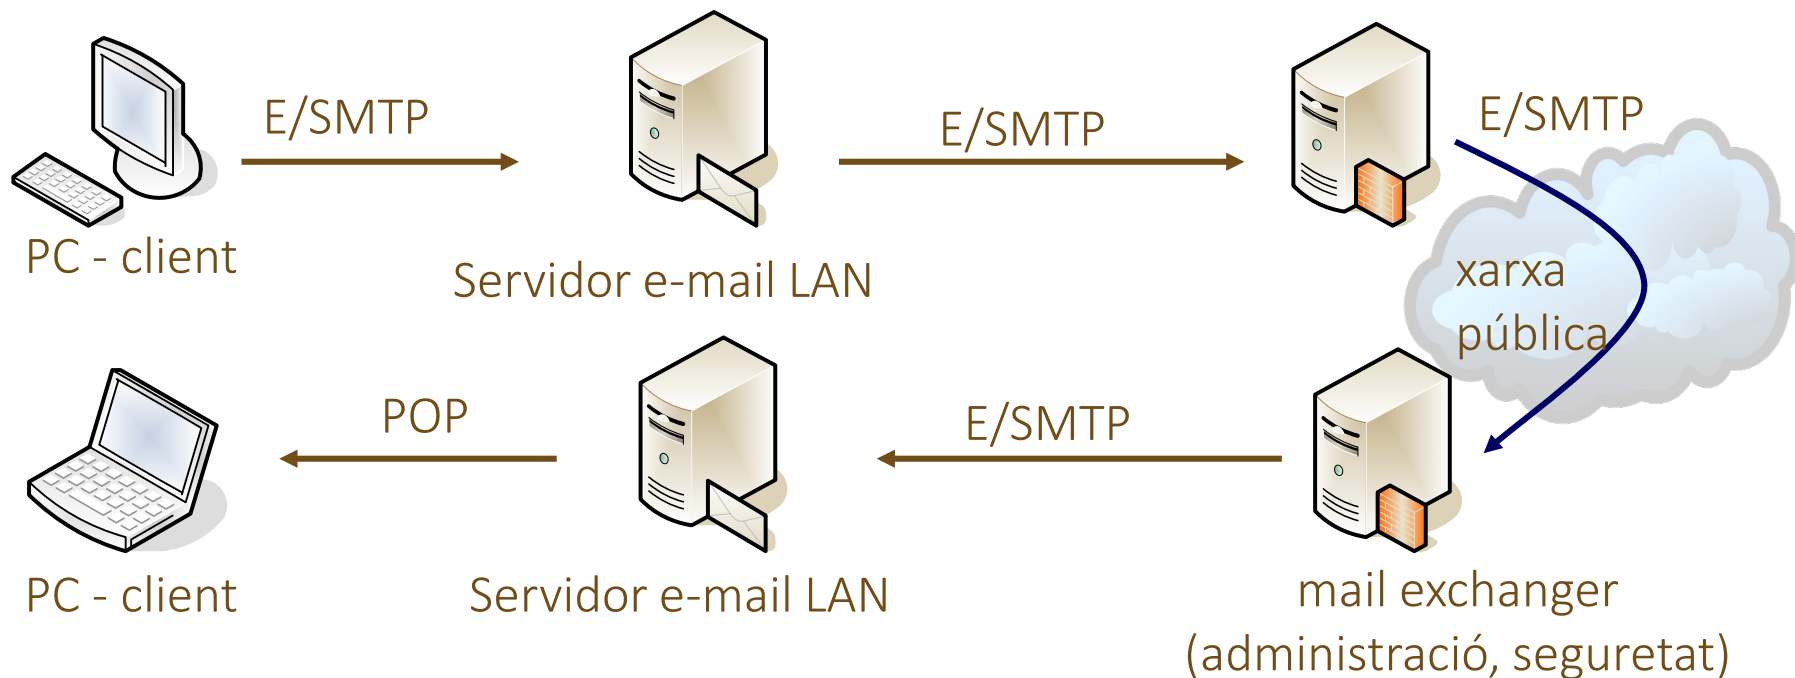 E/SMTP
E/SMTP
E/SMTP
PC - client
Servidor e-mail LAN
xarxa
pública
POP
E/SMTP
PC - client
Servidor e-mail LAN
mail exchanger
(administració, seguretat)